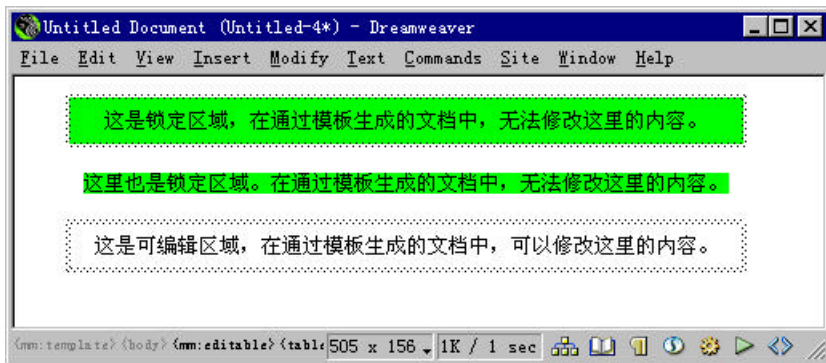 Untitled Document (Untitled-4*) - Dreamweaver
File Edit View Insert Modify Text Commands Site Window Help
这是锁定区域，在通过模板生成的文档中，无法修改这里的内容。
这里也是锁定区域。在通过模板生成的文档中，无法修改这里的内容。
这是可编辑区域，在通过模板生成的文档中，可以修改这里的内容。
<mm:template> <body> <mm:editable> <table 505 x 156 1K / 1 sec